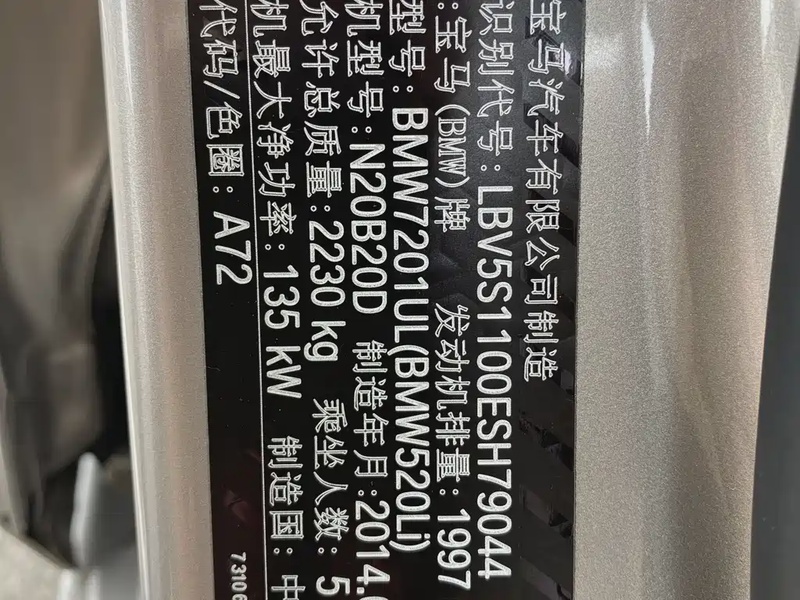 宝马汽车有限公司制造
识别代号：LBV5S1100ESH79044
：宝马(BMW)牌 发动机排量：1997
型号：BMW7201UL(BMW520Li)
机型号：N20B20D 制造年月：2014.
允许总质量：2230 kg 乘坐人数：5
机最大净功率：135 kW 制造国：中
代码/色圈：A72
73106